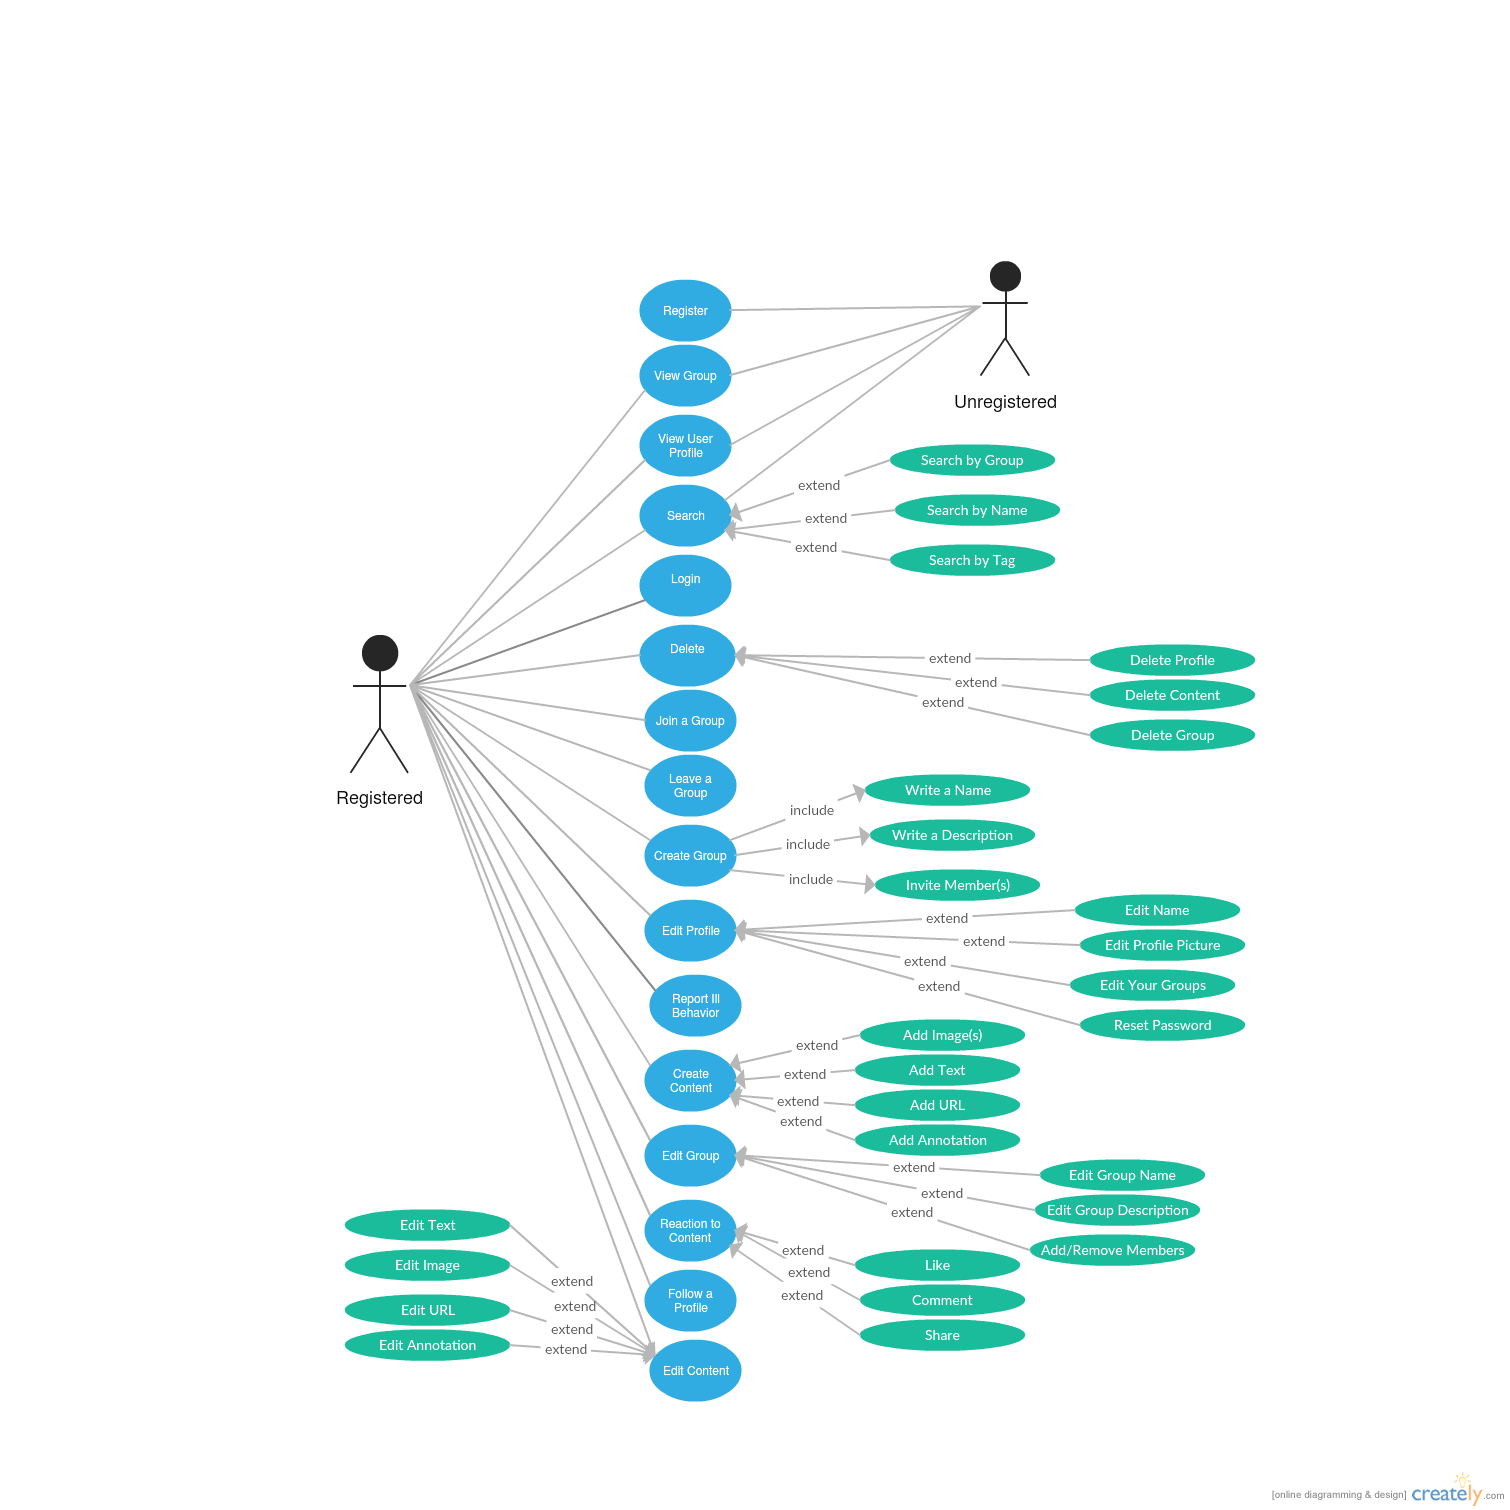 Register
View Group
View User
Profile
Search
Login
Delete
Join a Group
Leave a
Group
Create Group
Edit Profile
Report Ill
Behavior
Create
Content
Edit Group
Reaction to
Content
Follow a
Profile
Edit Content
Unregistered
Registered
extend
Search by Group
extend
Search by Name
extend
Search by Tag
extend
Delete Profile
extend
Delete Content
extend
Delete Group
include
Write a Name
include
Write a Description
include
Invite Member(s)
extend
Edit Name
extend
Edit Profile Picture
extend
Edit Your Groups
extend
Reset Password
extend
Add Image(s)
extend
Add Text
extend
Add URL
extend
Add Annotation
extend
Edit Group Name
extend
Edit Group Description
extend
Add/Remove Members
extend
Like
extend
Comment
extend
Share
Edit Text
extend
Edit Image
extend
Edit URL
extend
Edit Annotation
extend
[online diagramming & design] creately.com